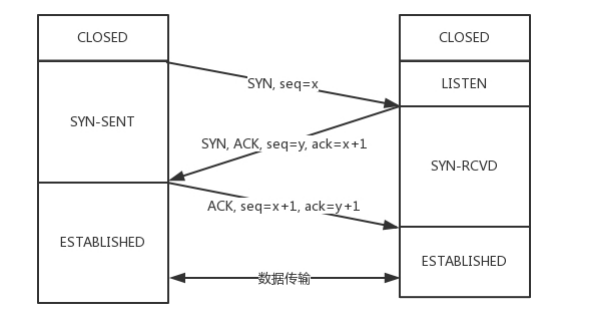 CLOSED
CLOSED
SYN, seq=x
LISTEN
SYN-SENT
SYN, ACK, seq=y, ack=x+1
SYN-RCVD
ACK, seq=x+1, ack=y+1
ESTABLISHED
ESTABLISHED
数据传输